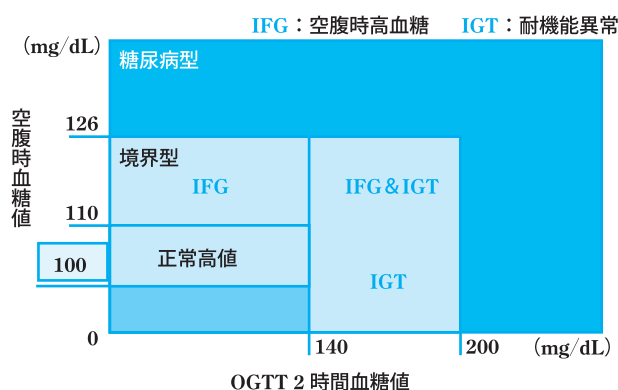 IFG：空腹時高血糖 IGT：耐機能異常
(mg/dL)
糖尿病型
空腹時血糖値
126
境界型
IFG
IFG＆IGT
110
正常高値
100
IGT
0
140
200
(mg/dL)
OGTT 2 時間血糖値